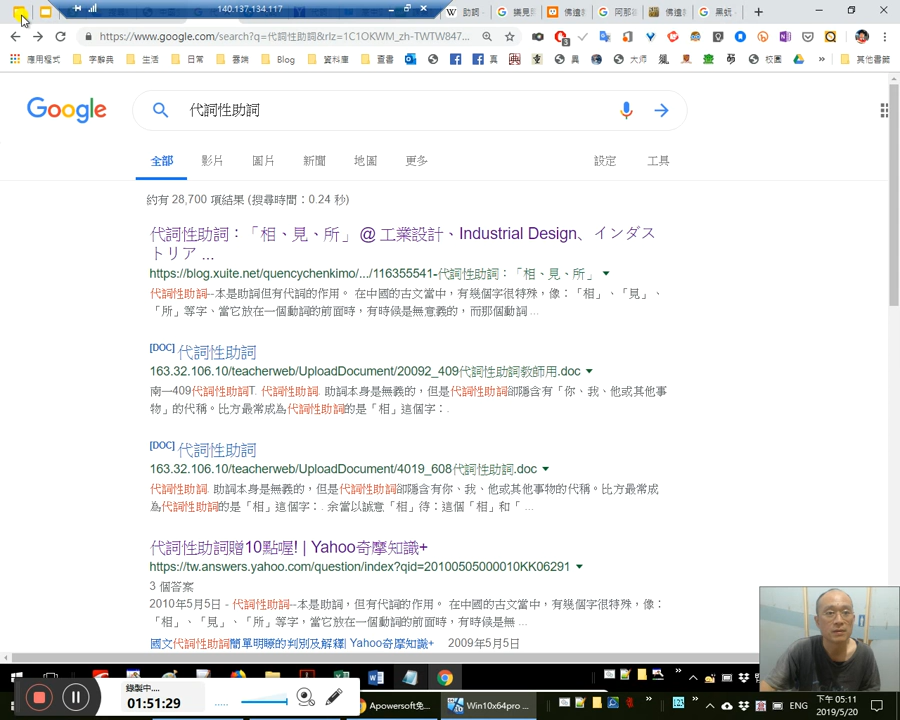 140.137.134.117
https://www.google.com/search?q=代詞性助詞&rlz=1C1OKWM_zh-TWTW847...
應用程式 字辭典 生活 日常 雲端 Blog 資料庫 查書 真 異 大师 校園 其他書籤
Google
代詞性助詞
全部 影片 圖片 新聞 地圖 更多 設定 工具
約有 28,700 項結果 (搜尋時間:0.24 秒)
代詞性助詞:「相、見、所」 @ 工業設計、Industrial Design、インダス
トリア ...
https://blog.xuite.net/quencychenkimo/.../116355541-代詞性助詞:「相、見、所」
代詞性助詞--本是助詞但有代詞的作用。 在中國的古文當中,有幾個字很特殊,像:「相」、「見」、
「所」等字、當它放在一個動詞的前面時,有時候是無意義的,而那個動詞 ...
[DOC] 代詞性助詞
163.32.106.10/teacherweb/UploadDocument/20092_409代詞性助詞教師用.doc
南一409代詞性助詞T. 代詞性助詞. 助詞本身是無義的,但是代詞性助詞卻隱含有「你、我、他或其他事
物」的代稱。比方最常成為代詞性助詞的是「相」這個字:.
[DOC] 代詞性助詞
163.32.106.10/teacherweb/UploadDocument/4019_608代詞性助詞.doc
代詞性助詞. 助詞本身是無義的,但是代詞性助詞卻隱含有你、我、他或其他事物的代稱。比方最常成
為代詞性助詞的是「相」這個字:. 余當以誠意「相」待:這個「相」和「 ...
代詞性助詞贈10點喔! | Yahoo奇摩知識+
https://tw.answers.yahoo.com/question/index?qid=20100505000010KK06291
3 個答案
2010年5月5日 - 代詞性助詞--本是助詞,但有代詞的作用。 在中國的古文當中,有幾個字很特殊,像:
「相」、「見」、「所」等字,當它放在一個動詞的前面時,有時候是無 ...
國文代詞性助詞簡單明瞭的判別及解釋| Yahoo奇摩知識+ 2009年5月5日
錄製中....
01:51:29
Apowersoft免...
Win10x64pro ...
ENG
下午 05:11
2019/5/20